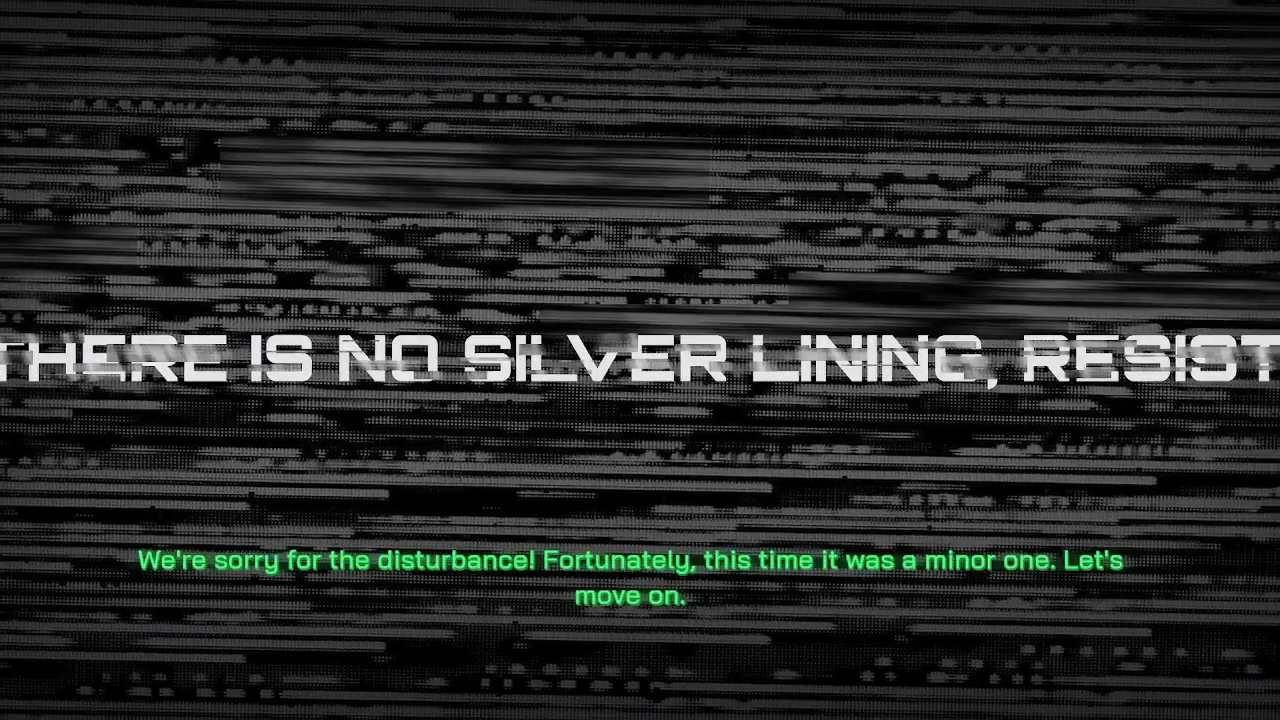 THERE IS NO SILVER LINING, RESIST
We're sorry for the disturbance! Fortunately, this time it was a minor one. Let's
move on.